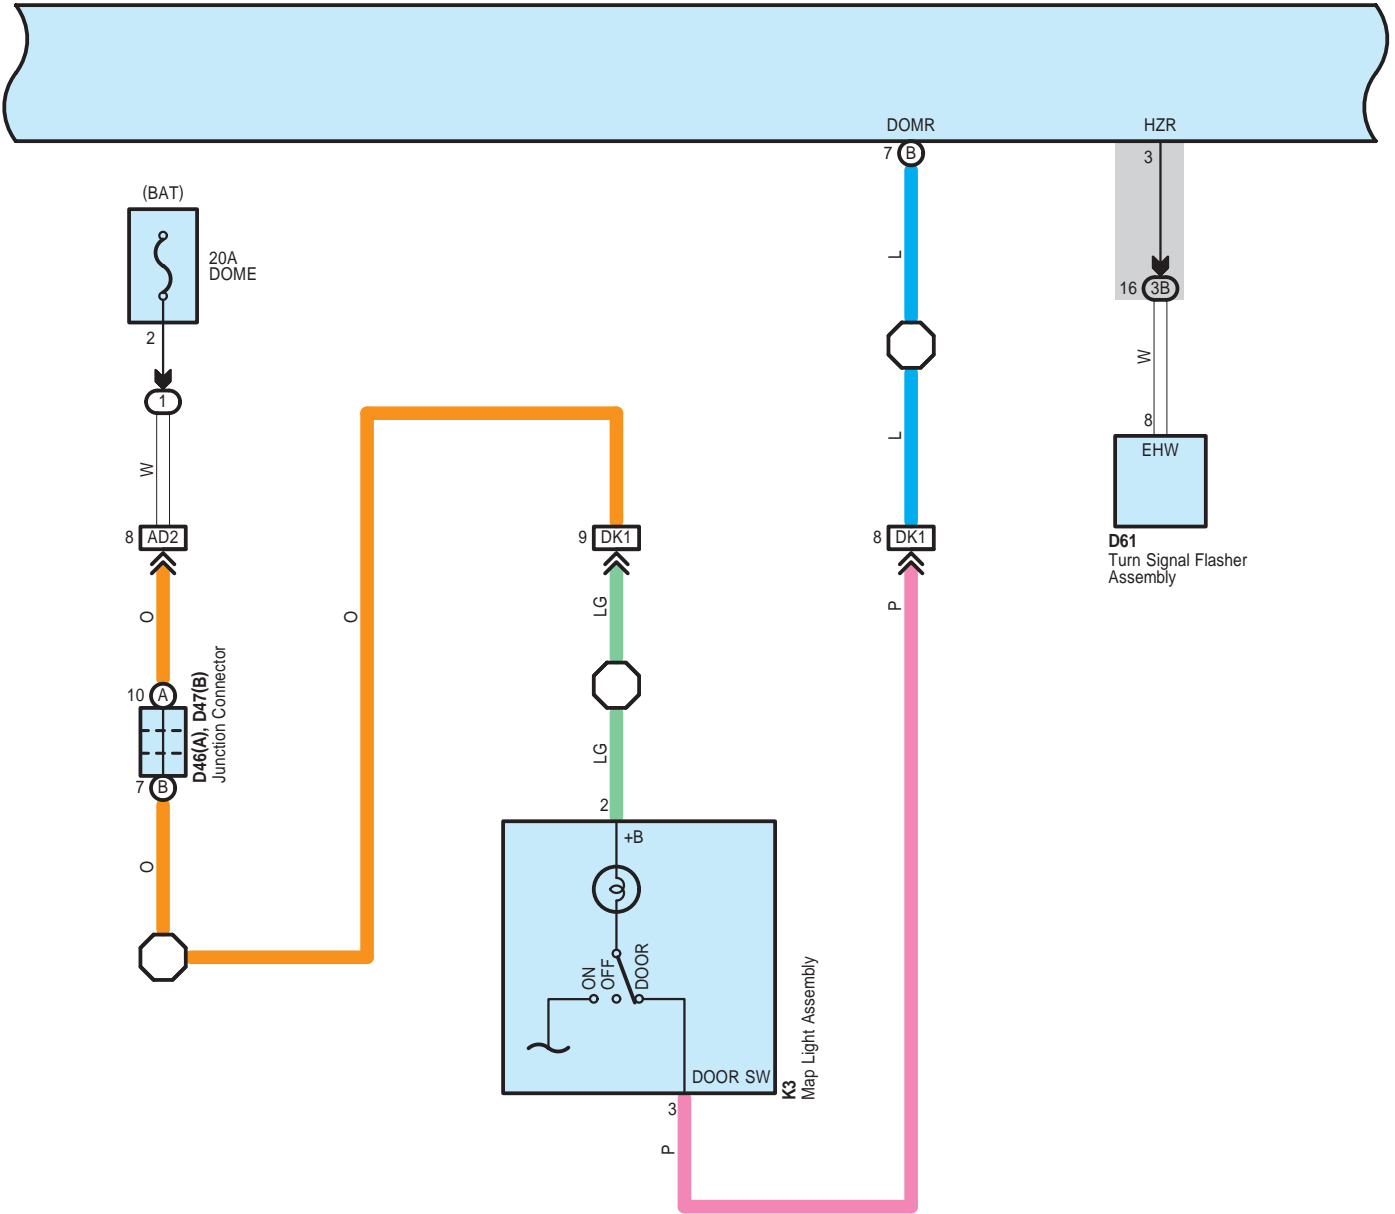 DOMR
HZR
7 B
3
(BAT)
20A
DOME
L
16 3B
2
1
W
W
L
8
EHW
8 AD2
9 DK1
8 DK1
D61
Turn Signal Flasher
Assembly
O
O
LG
P
10 A
D46(A), D47(B)
Junction Connector
7 B
LG
2
+B
O
ON
OFF
DOOR
DOOR SW
K3
Map Light Assembly
3
P